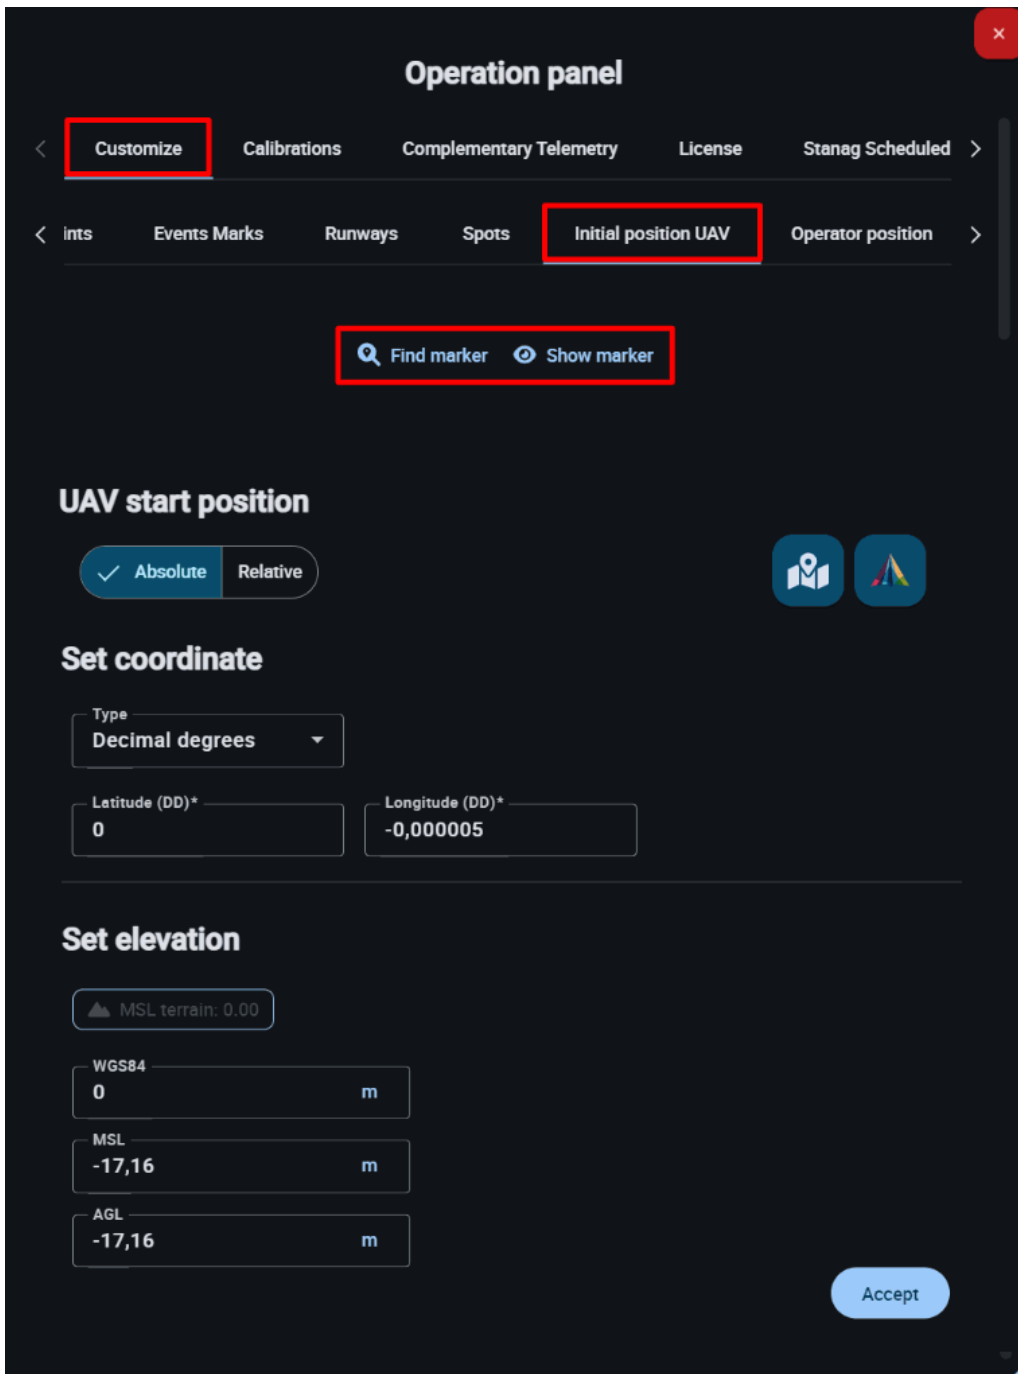 ×
Operation panel
Customize Calibrations Complementary Telemetry License Stanag Scheduled
ints Events Marks Runways Spots Initial position UAV Operator position
Find marker Show marker
UAV start position
Absolute Relative
Set coordinate
Type
Decimal degrees
Latitude (DD)* Longitude (DD)*
0 -0,000005
Set elevation
MSL terrain: 0.00
WGS84
0 m
MSL
-17,16 m
AGL
-17,16 m
Accept